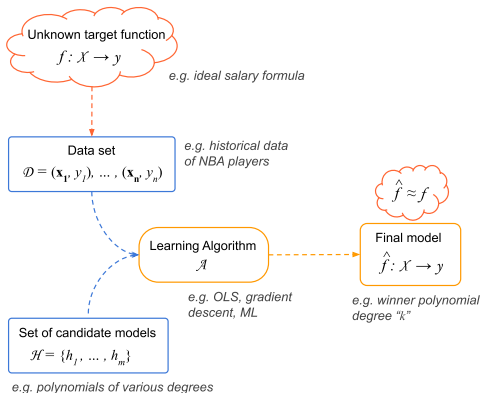 Unknown target function
f : X → y
e.g. ideal salary formula
Data set
𝒟 = (x₁, y₁), … , (xₙ, yₙ)
e.g. historical data
of NBA players
Learning Algorithm
𝒜
e.g. OLS, gradient
descent, ML
f̂ ≈ f
Final model
f̂ : X → y
e.g. winner polynomial
degree “k”
Set of candidate models
ℋ = {h₁, … , hₘ}
e.g. polynomials of various degrees